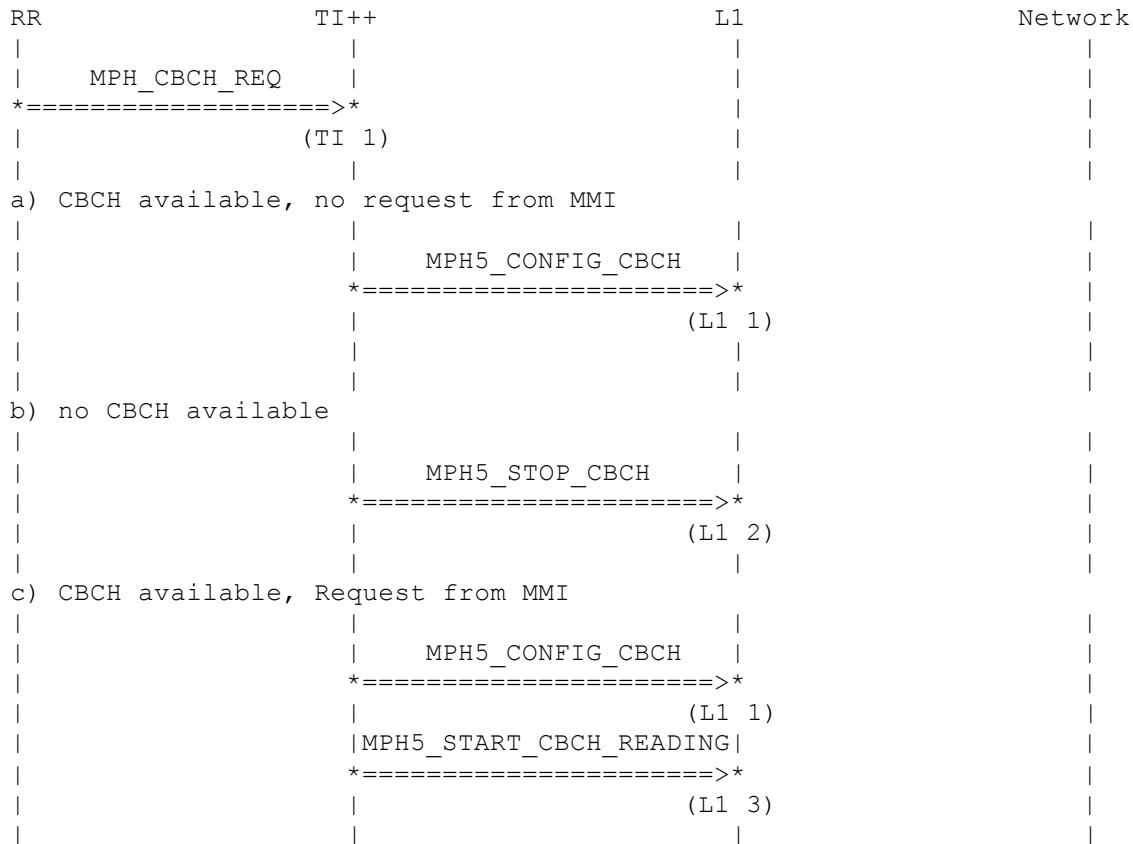 RR TI++ L1 Network
| | | |
| MPH_CBCH_REQ | | |
*===================>* | |
| (TI 1) | |
| | | |
a) CBCH available, no request from MMI
| | | |
| | MPH5_CONFIG_CBCH | |
| *======================>* |
| | (L1 1) |
| | | |
| | | |
b) no CBCH available
| | | |
| | MPH5_STOP_CBCH | |
| *======================>* |
| | (L1 2) |
| | | |
c) CBCH available, Request from MMI
| | | |
| | MPH5_CONFIG_CBCH | |
| *======================>* |
| | (L1 1) |
| |MPH5_START_CBCH_READING| |
| *======================>* |
| | (L1 3) |
| | | |